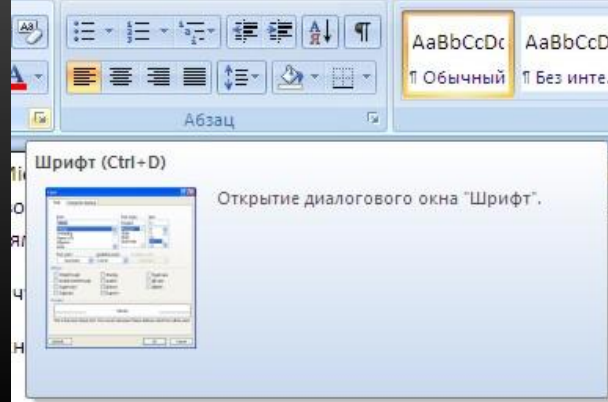 AaBbCcDc AaBbCcD
¶ Обычный ¶ Без инте
Абзац
Шрифт (Ctrl+D)
Открытие диалогового окна "Шрифт".